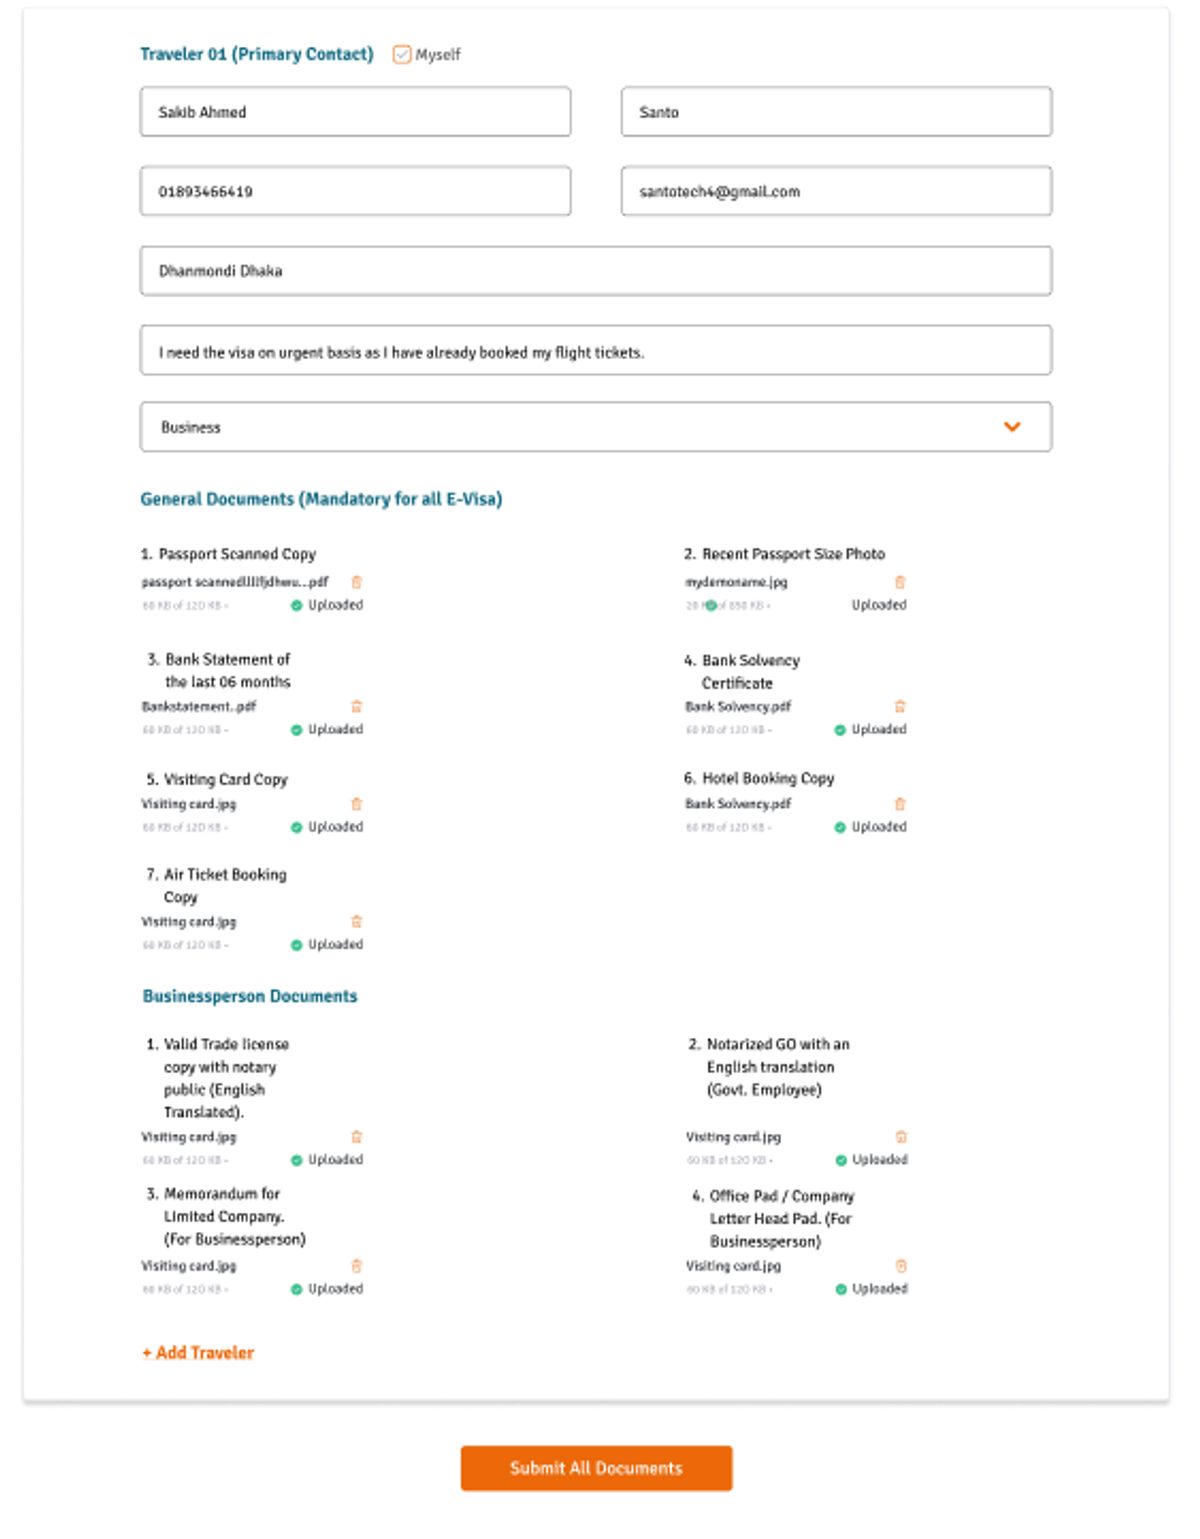 Traveler 01 (Primary Contact) Myself
Sakib Ahmed
Santo
01893466419
santotech4@gmail.com
Dhanmondi Dhaka
I need the visa on urgent basis as I have already booked my flight tickets.
Business
General Documents (Mandatory for all E-Visa)
1. Passport Scanned Copy
passport scannedlllfjdhwu...pdf
60 KB of 120 KB •
Uploaded
2. Recent Passport Size Photo
mydemoname.jpg
20 of 850 KB •
Uploaded
3. Bank Statement of
the last 06 months
Bankstatement..pdf
60 KB of 120 KB •
Uploaded
4. Bank Solvency
Certificate
Bank Solvency.pdf
60 KB of 120 KB •
Uploaded
5. Visiting Card Copy
Visiting card.jpg
60 KB of 120 KB •
Uploaded
6. Hotel Booking Copy
Bank Solvency.pdf
60 KB of 120 KB •
Uploaded
7. Air Ticket Booking
Copy
Visiting card.jpg
60 KB of 120 KB •
Uploaded
Businessperson Documents
1. Valid Trade license
copy with notary
public (English
Translated).
Visiting card.jpg
60 KB of 120 KB •
Uploaded
2. Notarized GO with an
English translation
(Govt. Employee)
Visiting card.jpg
60 KB of 120 KB •
Uploaded
3. Memorandum for
Limited Company.
(For Businessperson)
Visiting card.jpg
60 KB of 120 KB •
Uploaded
4. Office Pad / Company
Letter Head Pad. (For
Businessperson)
Visiting card.jpg
60 KB of 120 KB •
Uploaded
+ Add Traveler
Submit All Documents